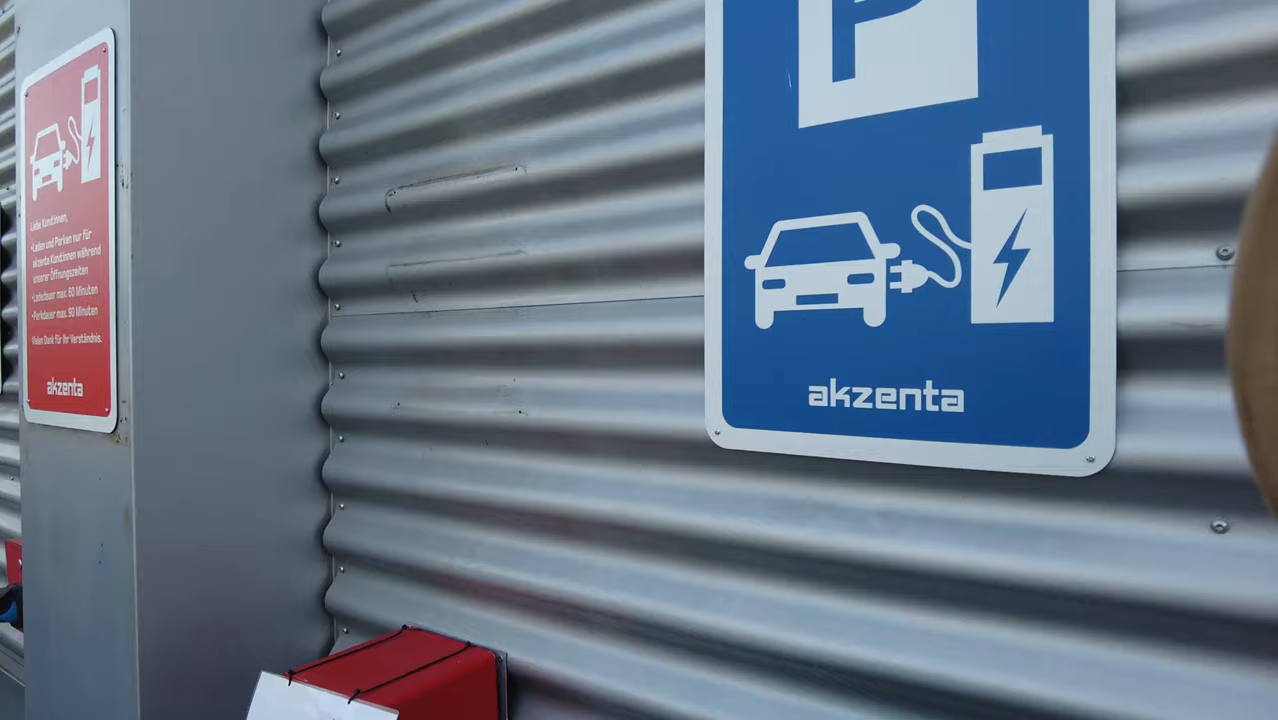 Liebe Kund:innen,
•Laden und Parken nur für
akzenta Kund:innen während
unserer Öffnungszeiten
•Ladedauer max. 60 Minuten
•Parkdauer max. 90 Minuten
Vielen Dank für Ihr Verständnis.
akzenta
P
akzenta